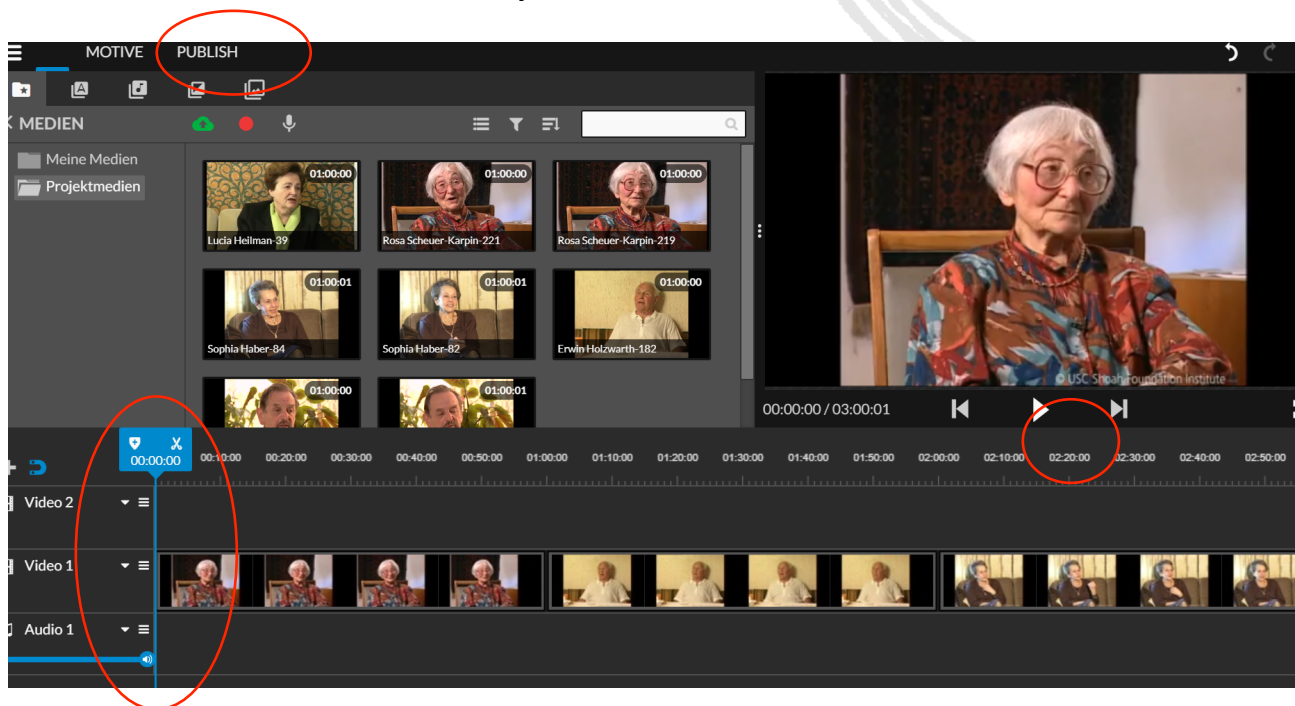 MOTIVE PUBLISH
MEDIEN
Meine Medien
Projektmedien
01:00:00 01:00:00 01:00:00
Lucia Heilman-39 Rosa Scheuer-Karpin-221 Rosa Scheuer-Karpin-219
01:00:01 01:00:01 01:00:00
Sophia Haber-84 Sophia Haber-82 Erwin Holzwarth-182
01:00:00 01:00:01
© USC Shoah Foundation Institute
00:00:00 / 03:00:01
00:00:00 00:10:00 00:20:00 00:30:00 00:40:00 00:50:00 01:00:00 01:10:00 01:20:00 01:30:00 01:40:00 01:50:00 02:00:00 02:10:00 02:20:00 02:30:00 02:40:00 02:50:00
Video 2
Video 1
Audio 1